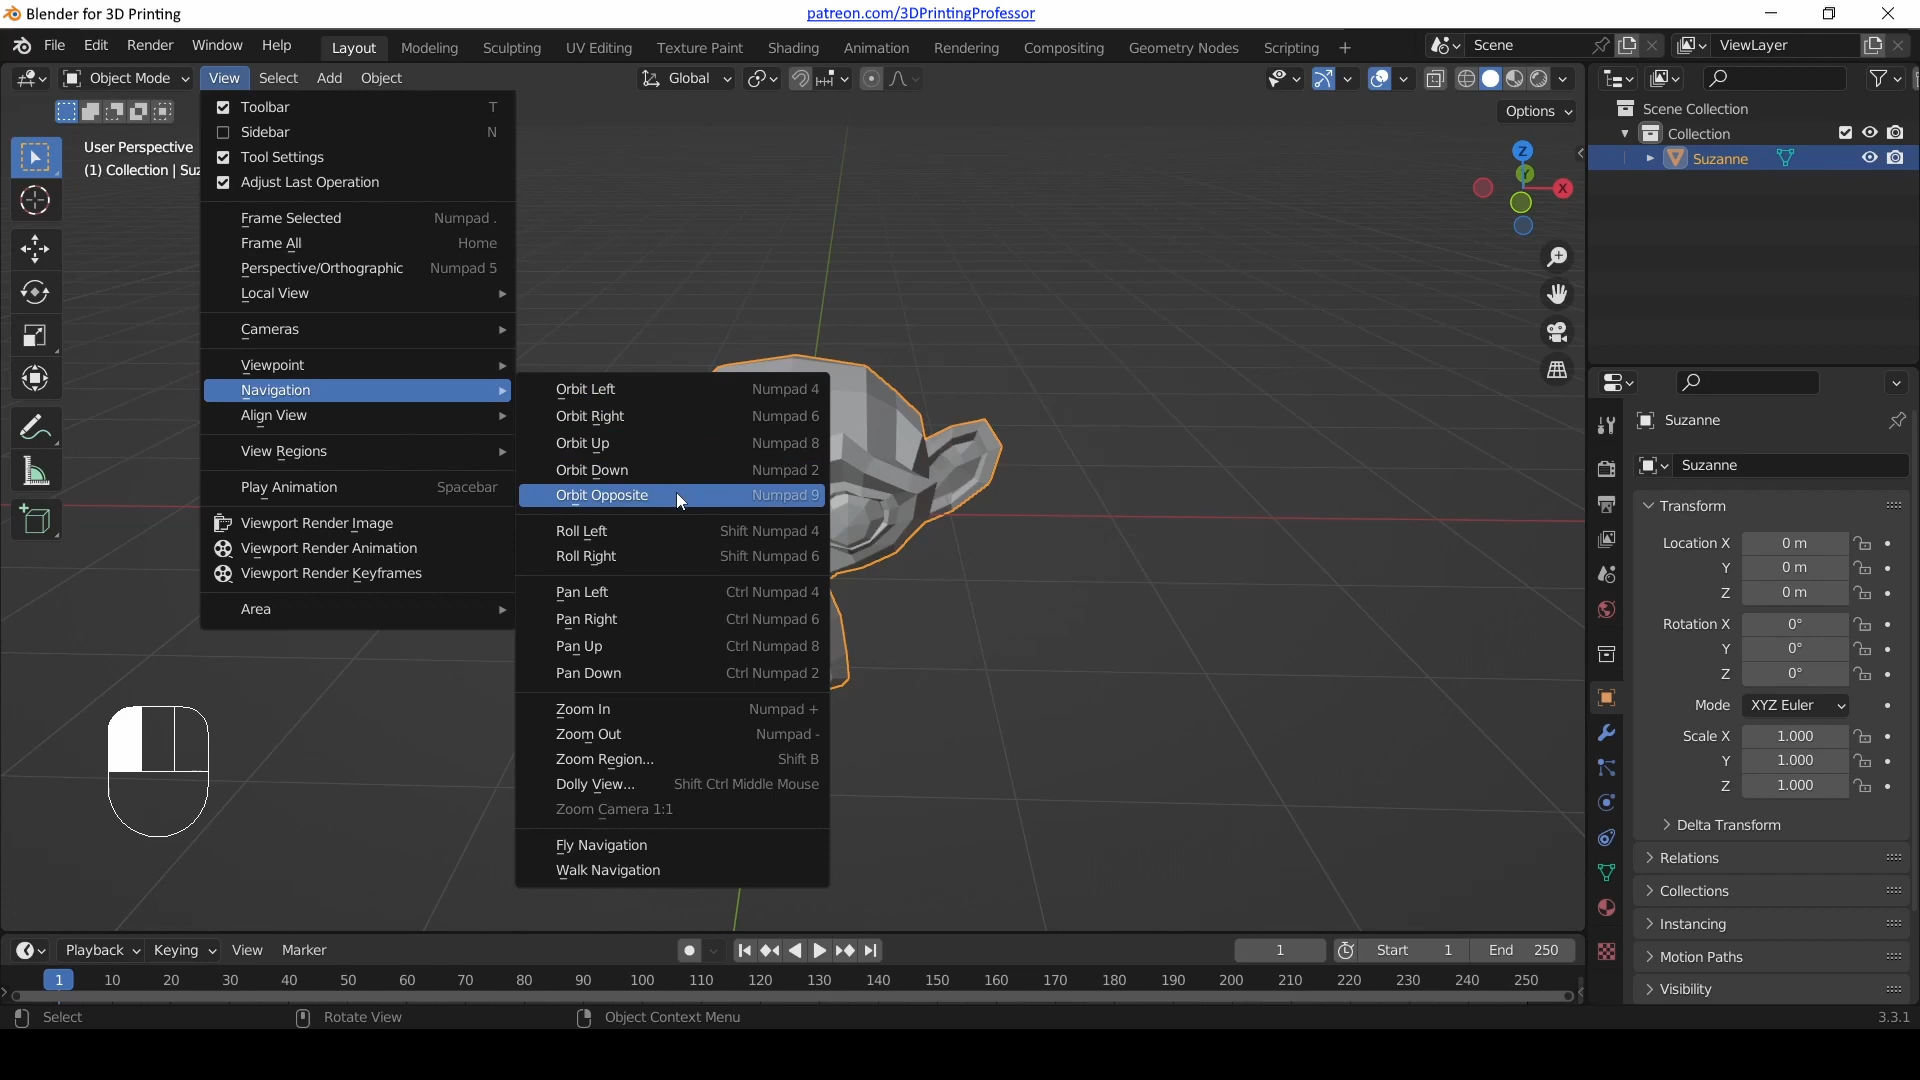 Blender for 3D Printing
patreon.com/3DPrintingProfessor
File Edit Render Window Help
Layout Modeling Sculpting UV Editing Texture Paint Shading Animation Rendering Compositing Geometry Nodes Scripting +
Scene
ViewLayer
Object Mode View Select Add Object
Global
Options
User Perspective
(1) Collection | Suz
Z
Y
X
Toolbar T
Sidebar N
Tool Settings
Adjust Last Operation
Frame Selected Numpad .
Frame All Home
Perspective/Orthographic Numpad 5
Local View
Cameras
Viewpoint
Navigation
Align View
View Regions
Play Animation Spacebar
Viewport Render Image
Viewport Render Animation
Viewport Render Keyframes
Area
Orbit Left Numpad 4
Orbit Right Numpad 6
Orbit Up Numpad 8
Orbit Down Numpad 2
Orbit Opposite Numpad 9
Roll Left Shift Numpad 4
Roll Right Shift Numpad 6
Pan Left Ctrl Numpad 4
Pan Right Ctrl Numpad 6
Pan Up Ctrl Numpad 8
Pan Down Ctrl Numpad 2
Zoom In Numpad +
Zoom Out Numpad -
Zoom Region... Shift B
Dolly View... Shift Ctrl Middle Mouse
Zoom Camera 1:1
Fly Navigation
Walk Navigation
Scene Collection
Collection
Suzanne
Suzanne
Suzanne
Transform
Location X 0 m
Y 0 m
Z 0 m
Rotation X 0°
Y 0°
Z 0°
Mode XYZ Euler
Scale X 1.000
Y 1.000
Z 1.000
Delta Transform
Relations
Collections
Instancing
Motion Paths
Visibility
Playback Keying View Marker
1
Start 1
End 250
1 10 20 30 40 50 60 70 80 90 100 110 120 130 140 150 160 170 180 190 200 210 220 230 240 250
Select
Rotate View
Object Context Menu
3.3.1